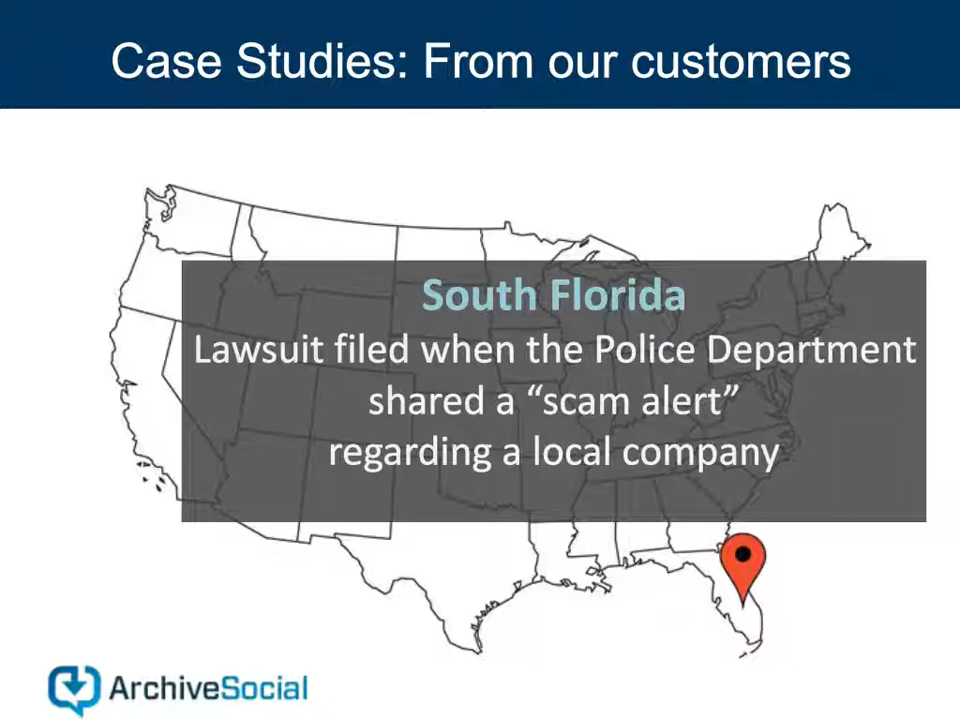 Case Studies: From our customers
South Florida
Lawsuit filed when the Police Department
shared a “scam alert”
regarding a local company
ArchiveSocial